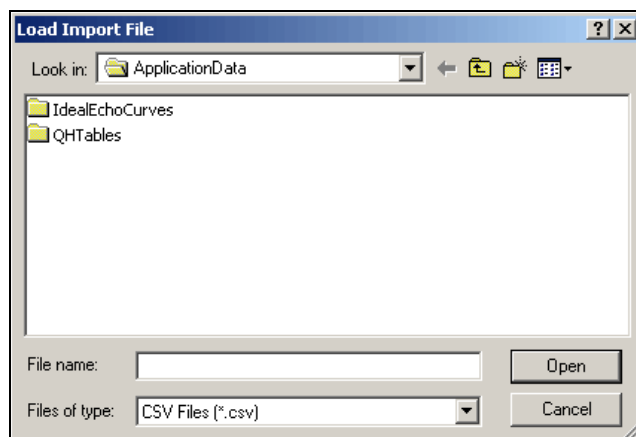 Load Import File
Look in: ApplicationData
IdealEchoCurves
QHTables
File name:
Open
Files of type: CSV Files (*.csv)
Cancel